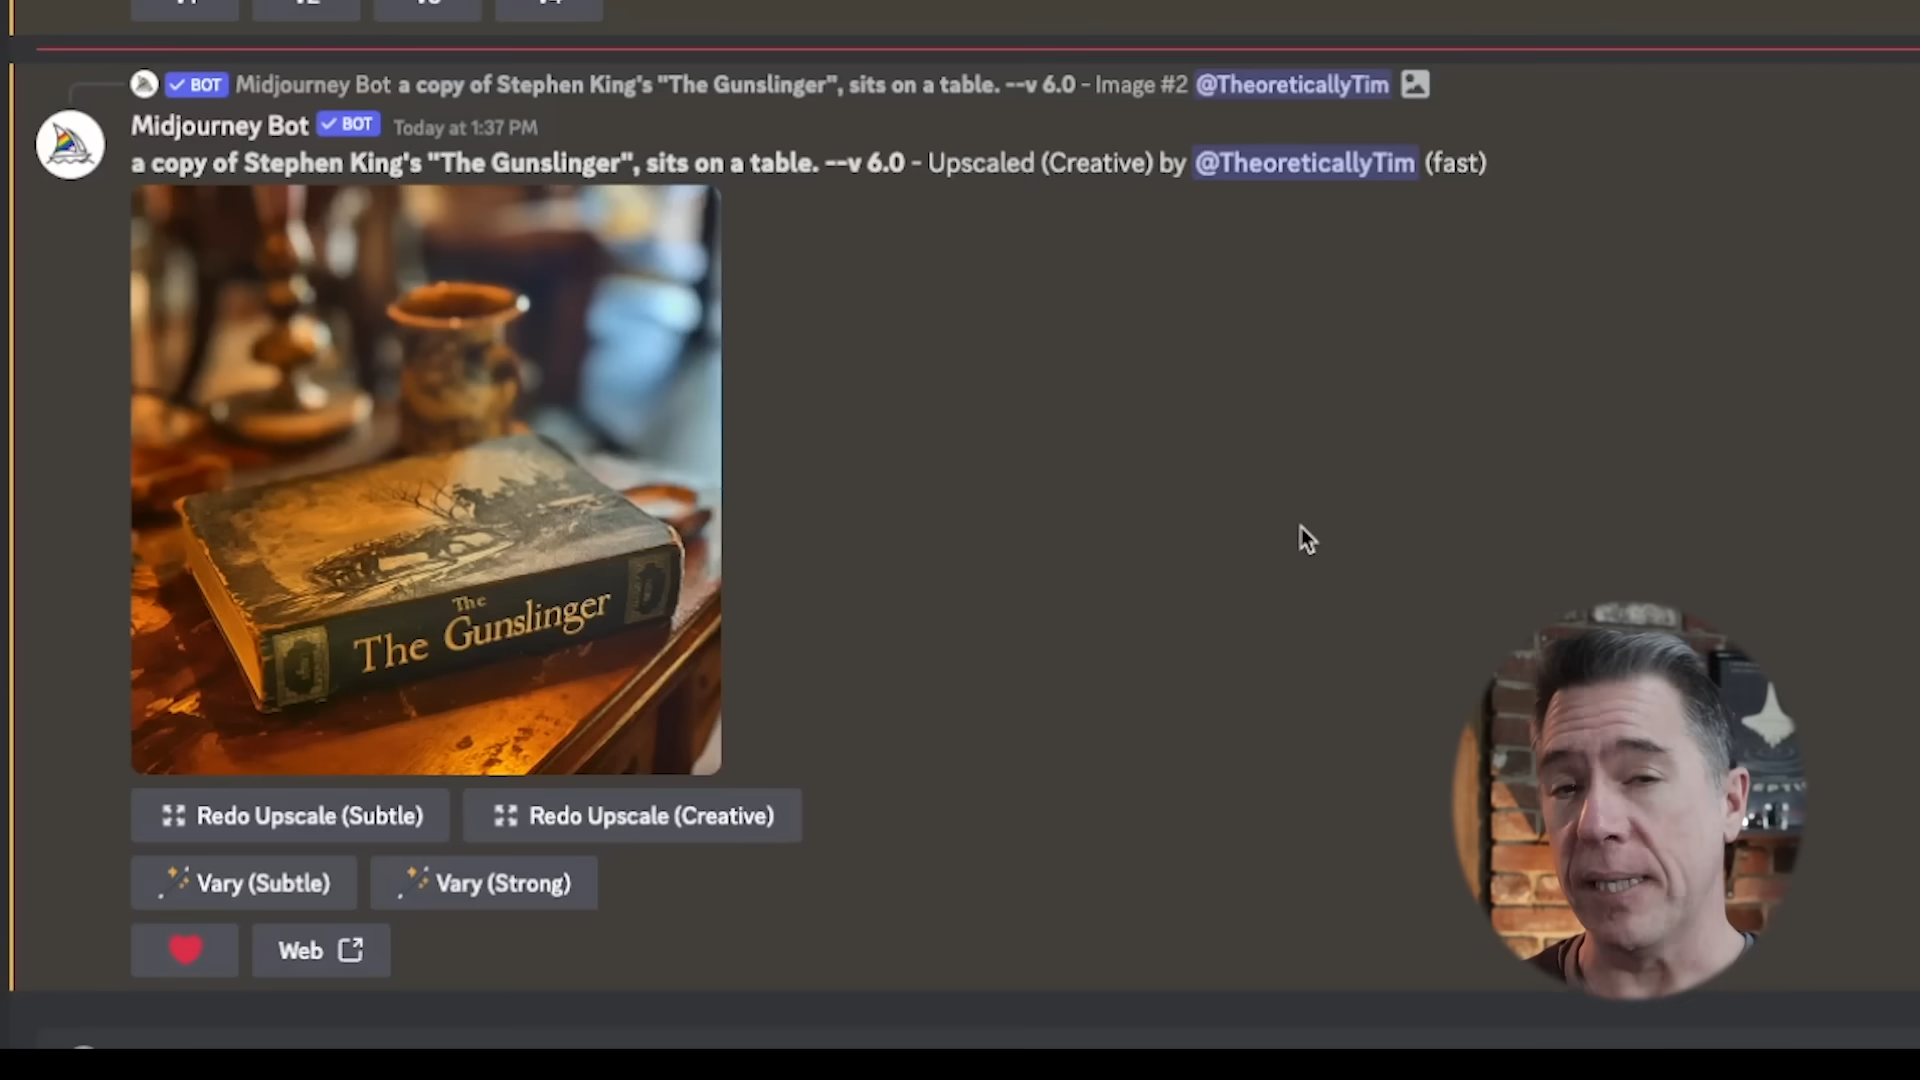 BOT Midjourney Bot a copy of Stephen King's "The Gunslinger", sits on a table. --v 6.0 - Image #2 @TheoreticallyTim
Midjourney Bot BOT Today at 1:37 PM
a copy of Stephen King's "The Gunslinger", sits on a table. --v 6.0 - Upscaled (Creative) by @TheoreticallyTim (fast)
The
The Gunslinger
Redo Upscale (Subtle) Redo Upscale (Creative)
Vary (Subtle) Vary (Strong)
Web